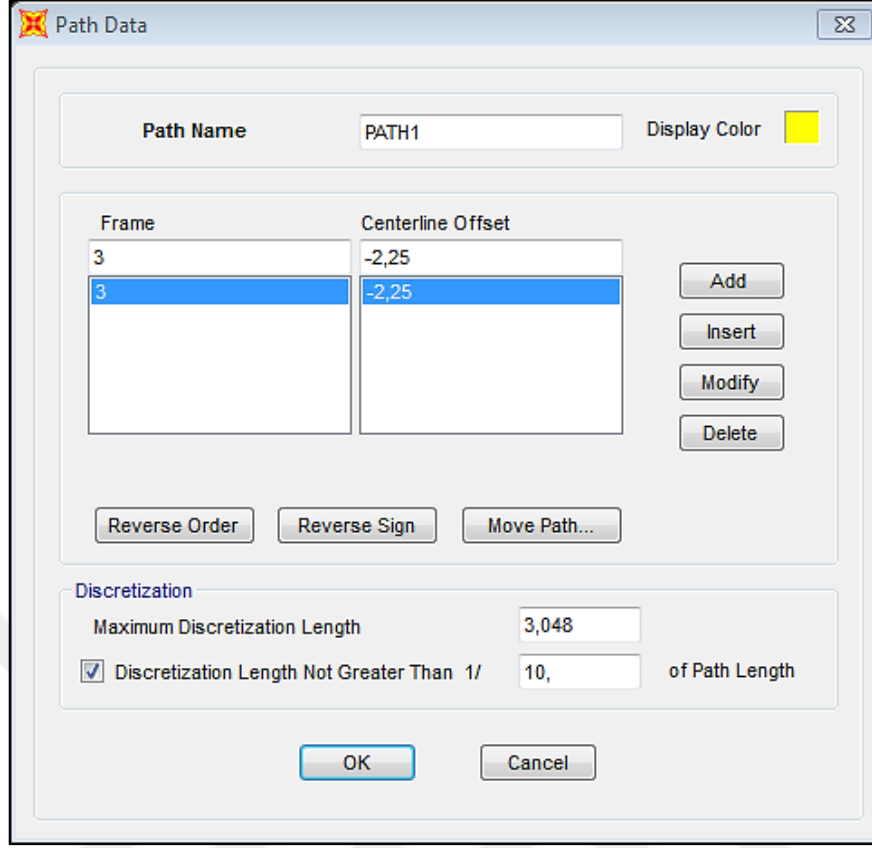 Path Data
Path Name PATH1 Display Color
Frame Centerline Offset
3 -2,25
3 -2,25
Add
Insert
Modify
Delete
Reverse Order Reverse Sign Move Path...
Discretization
Maximum Discretization Length 3,048
Discretization Length Not Greater Than 1/ 10, of Path Length
OK Cancel